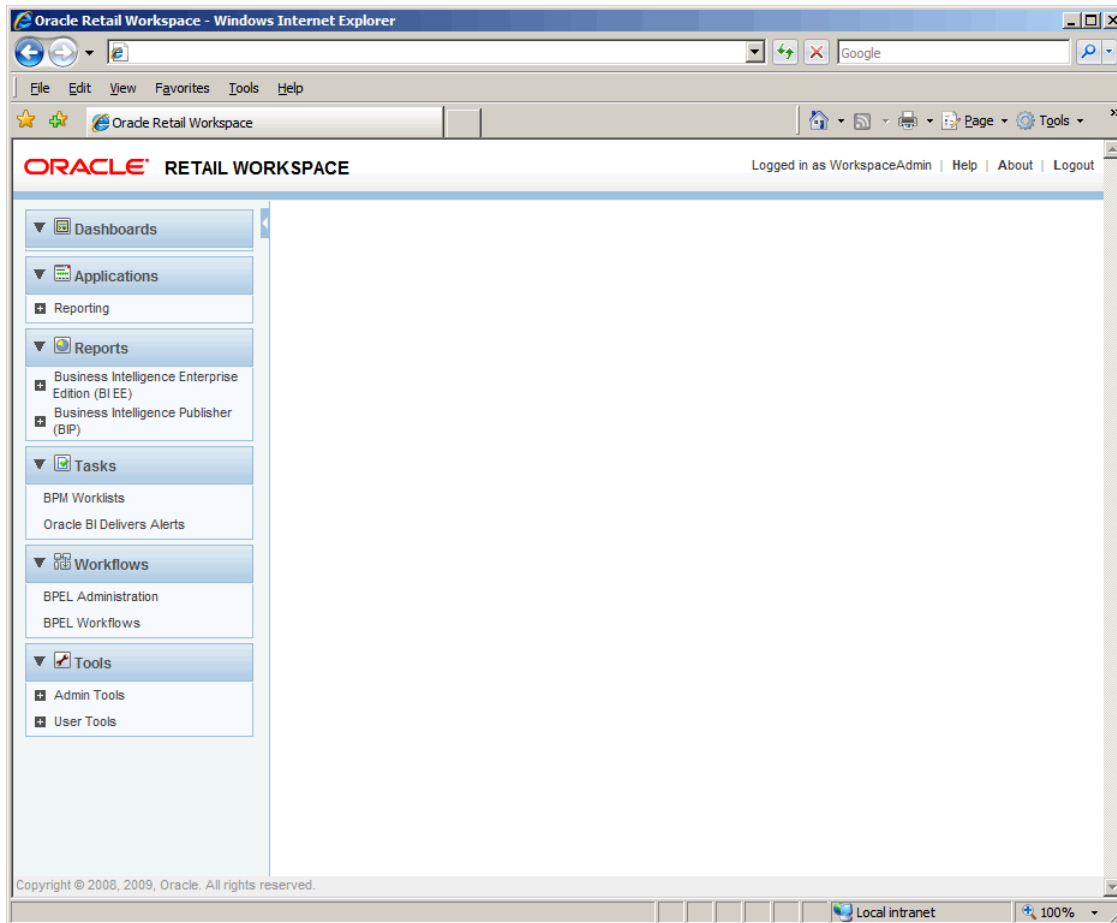 Oracle Retail Workspace - Windows Internet Explorer
Google
File Edit View Favorites Tools Help
Oracle Retail Workspace
Page Tools »
ORACLE RETAIL WORKSPACE
Logged in as WorkspaceAdmin | Help | About | Logout
Dashboards
Applications
Reporting
Reports
Business Intelligence Enterprise
Edition (BI EE)
Business Intelligence Publisher
(BIP)
Tasks
BPM Worklists
Oracle BI Delivers Alerts
Workflows
BPEL Administration
BPEL Workflows
Tools
Admin Tools
User Tools
Copyright © 2008, 2009, Oracle. All rights reserved.
Local intranet
100%